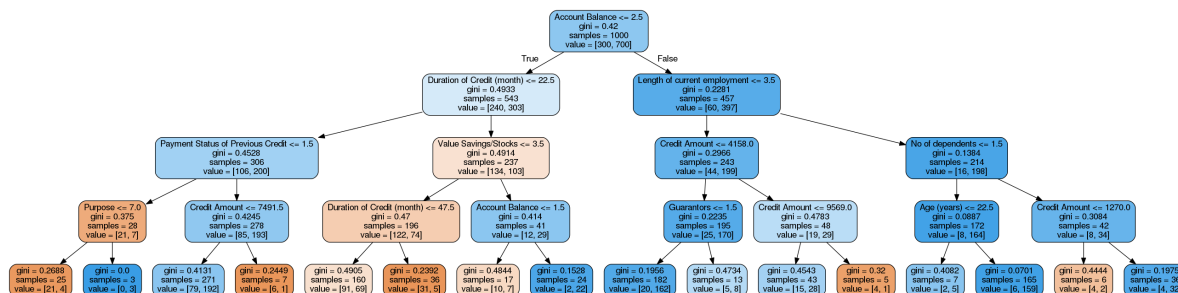 Account Balance <= 2.5
gini = 0.42
samples = 1000
value = [300, 700]
True
False
Duration of Credit (month) <= 22.5
gini = 0.4933
samples = 543
value = [240, 303]
Length of current employment <= 3.5
gini = 0.2281
samples = 457
value = [60, 397]
Payment Status of Previous Credit <= 1.5
gini = 0.4528
samples = 306
value = [106, 200]
Value Savings/Stocks <= 3.5
gini = 0.4914
samples = 237
value = [134, 103]
Credit Amount <= 4158.0
gini = 0.2966
samples = 243
value = [44, 199]
No of dependents <= 1.5
gini = 0.1384
samples = 214
value = [16, 198]
Purpose <= 7.0
gini = 0.375
samples = 28
value = [21, 7]
Credit Amount <= 7491.5
gini = 0.4245
samples = 278
value = [85, 193]
Duration of Credit (month) <= 47.5
gini = 0.47
samples = 196
value = [122, 74]
Account Balance <= 1.5
gini = 0.414
samples = 41
value = [12, 29]
Guarantors <= 1.5
gini = 0.2235
samples = 195
value = [25, 170]
Credit Amount <= 9569.0
gini = 0.4783
samples = 48
value = [19, 29]
Age (years) <= 22.5
gini = 0.0887
samples = 172
value = [8, 164]
Credit Amount <= 1270.0
gini = 0.3084
samples = 42
value = [8, 34]
gini = 0.2688
samples = 25
value = [21, 4]
gini = 0.0
samples = 3
value = [0, 3]
gini = 0.4131
samples = 271
value = [79, 192]
gini = 0.2449
samples = 7
value = [6, 1]
gini = 0.4905
samples = 160
value = [91, 69]
gini = 0.2392
samples = 36
value = [31, 5]
gini = 0.4844
samples = 17
value = [10, 7]
gini = 0.1528
samples = 24
value = [2, 22]
gini = 0.1956
samples = 182
value = [20, 162]
gini = 0.4734
samples = 13
value = [5, 8]
gini = 0.4543
samples = 43
value = [15, 28]
gini = 0.32
samples = 5
value = [4, 1]
gini = 0.4082
samples = 7
value = [2, 5]
gini = 0.0701
samples = 165
value = [6, 159]
gini = 0.4444
samples = 6
value = [4, 2]
gini = 0.1975
samples =
value = [4, 32